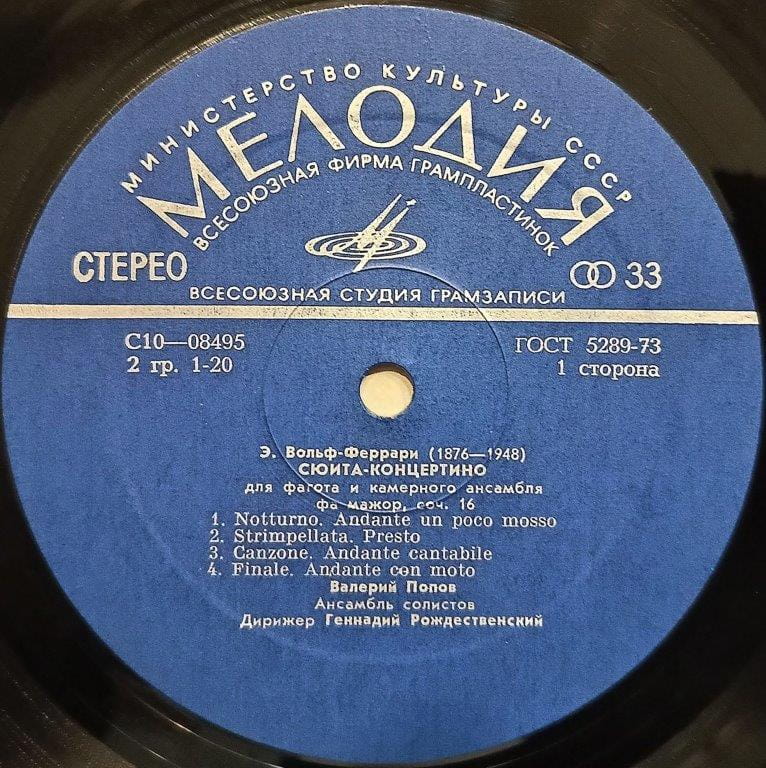 МИНИСТЕРСТВО КУЛЬТУРЫ СССР
МЕЛОДИЯ
ВСЕСОЮЗНАЯ ФИРМА ГРАМПЛАСТИНОК
СТЕРЕО
33
ВСЕСОЮЗНАЯ СТУДИЯ ГРАМЗАПИСИ
С10—08495
ГОСТ 5289-73
2 гр. 1-20
1 сторона
Э. Вольф-Феррари (1876—1948)
СЮИТА-КОНЦЕРТИНО
для фагота и камерного ансамбля
фа мажор, соч. 16
1. Notturno. Andante un poco mosso
2. Strimpellata. Presto
3. Canzone. Andante cantabile
4. Finale. Andante con moto
Валерий Попов
Ансамбль солистов
Дирижер Геннадий Рождественский